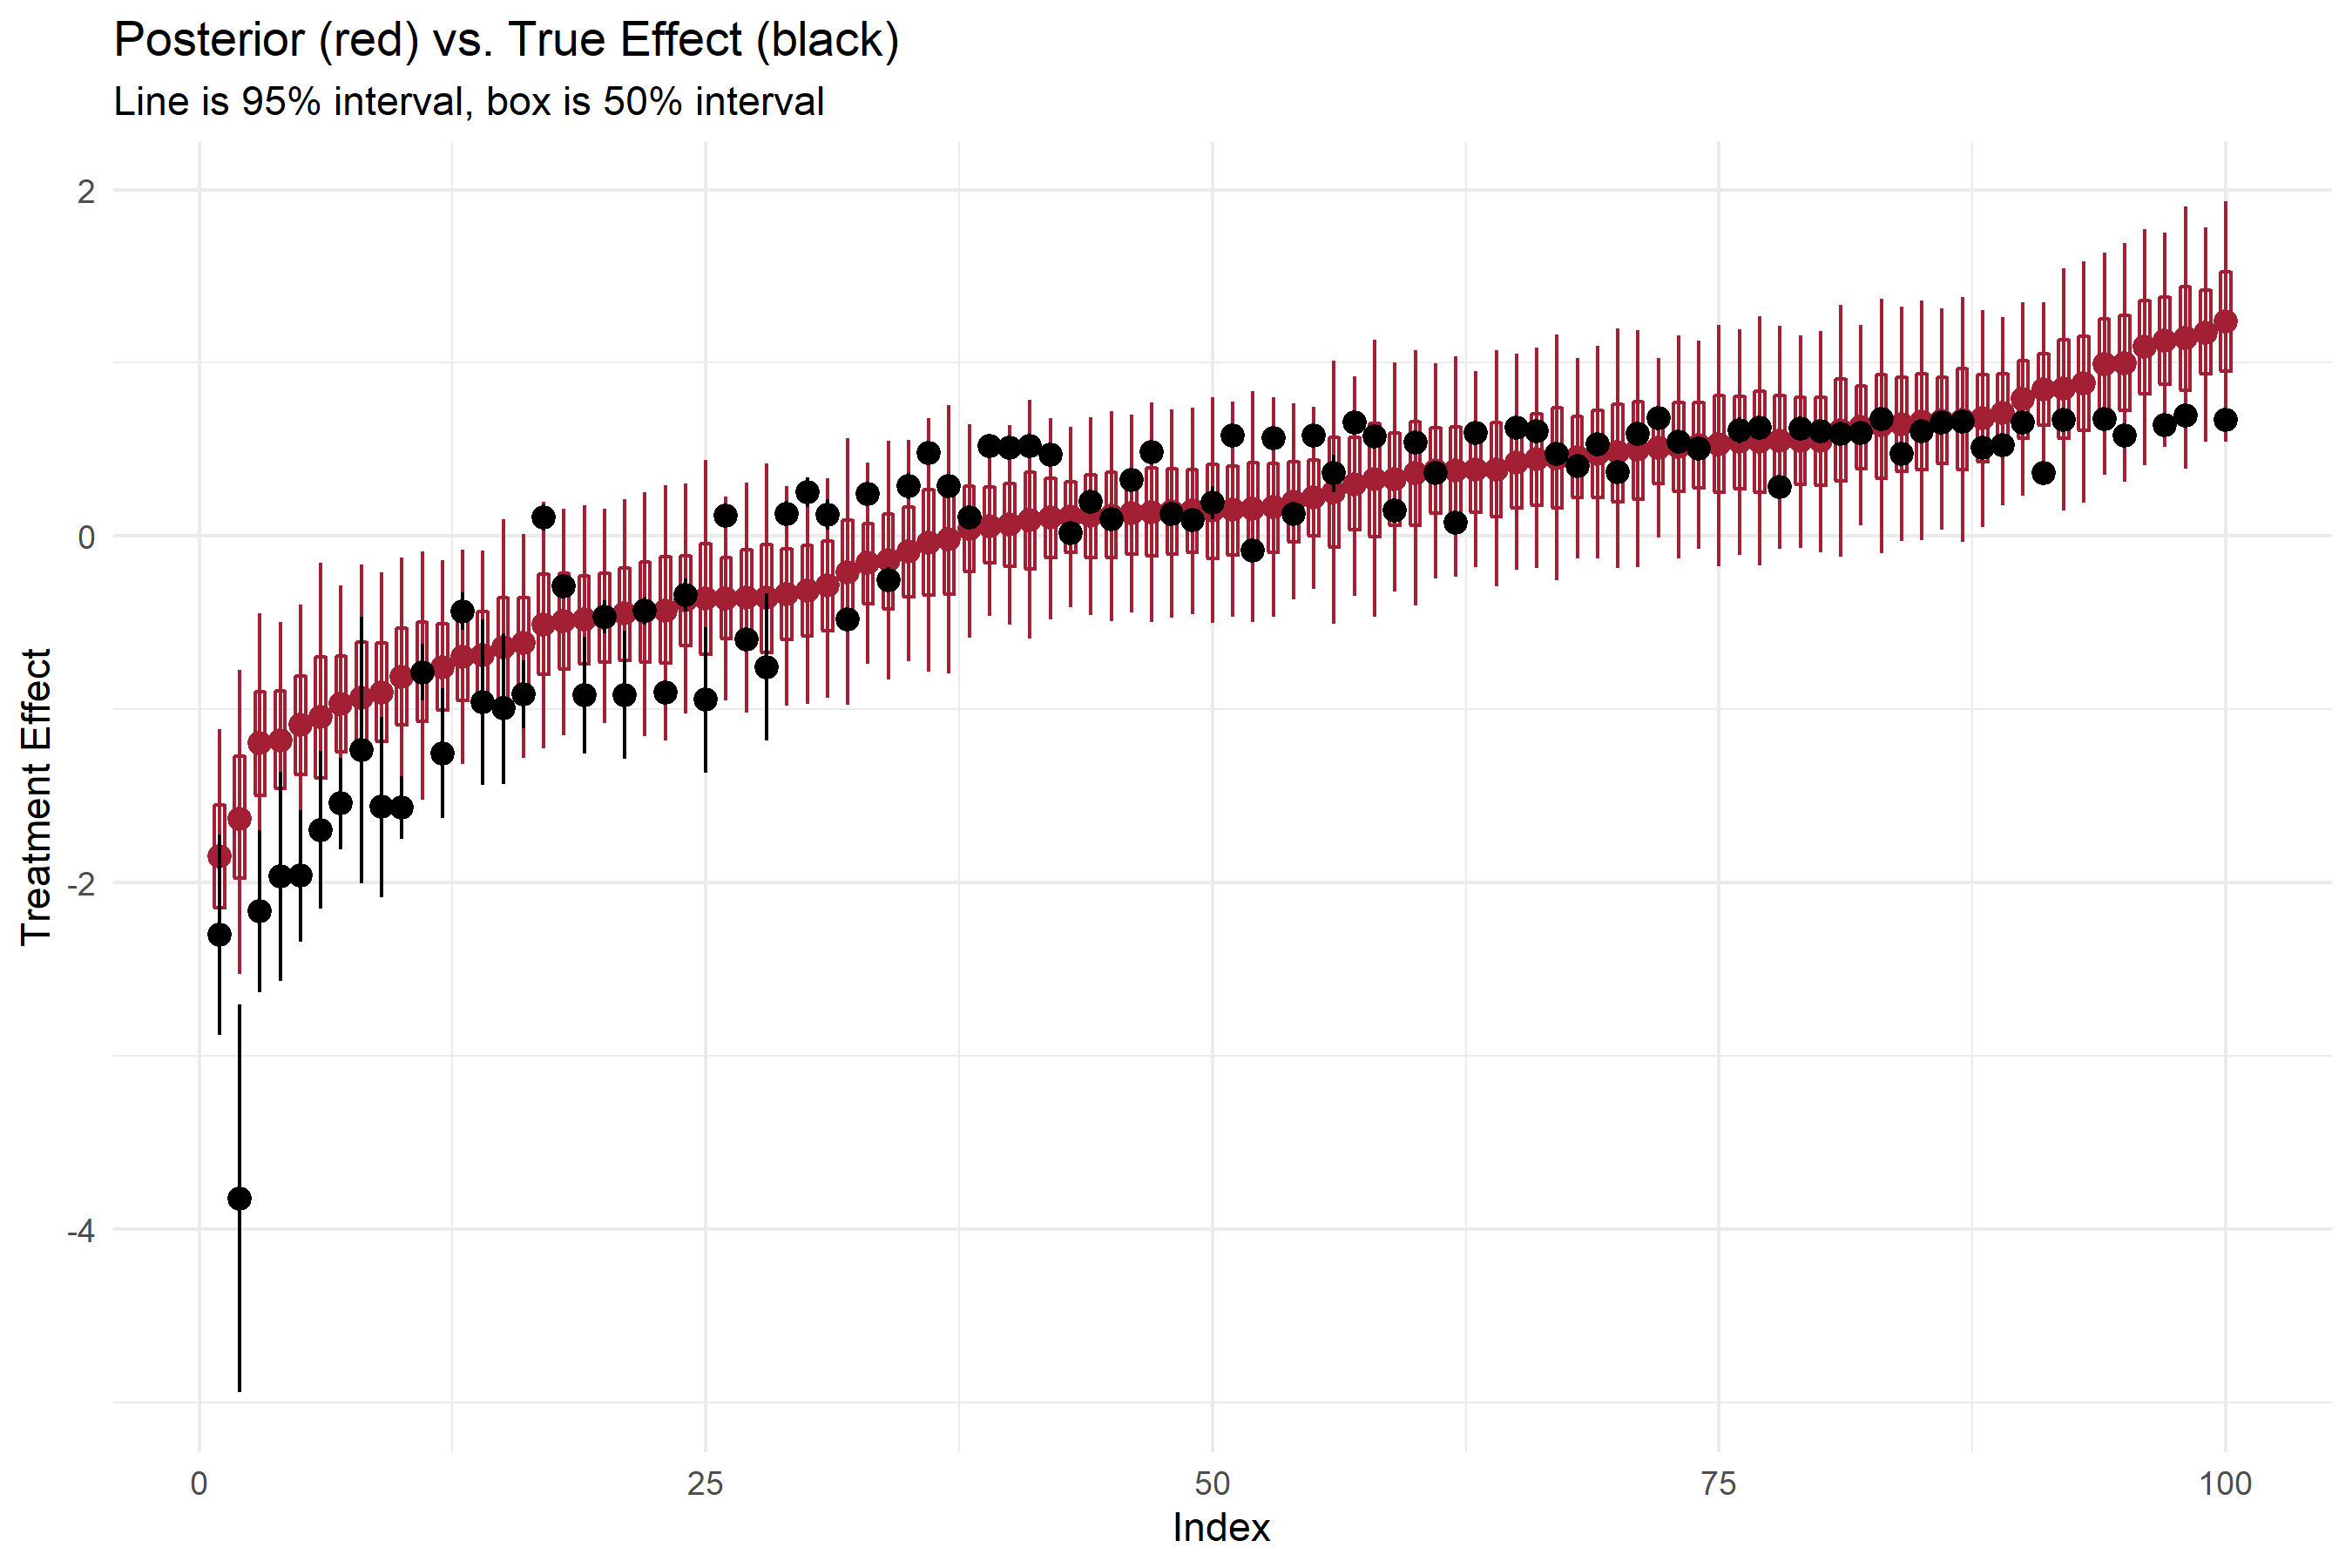 Posterior (red) vs. True Effect (black)
Line is 95% interval, box is 50% interval
2
0
-2
-4
Treatment Effect
0
25
50
75
100
Index